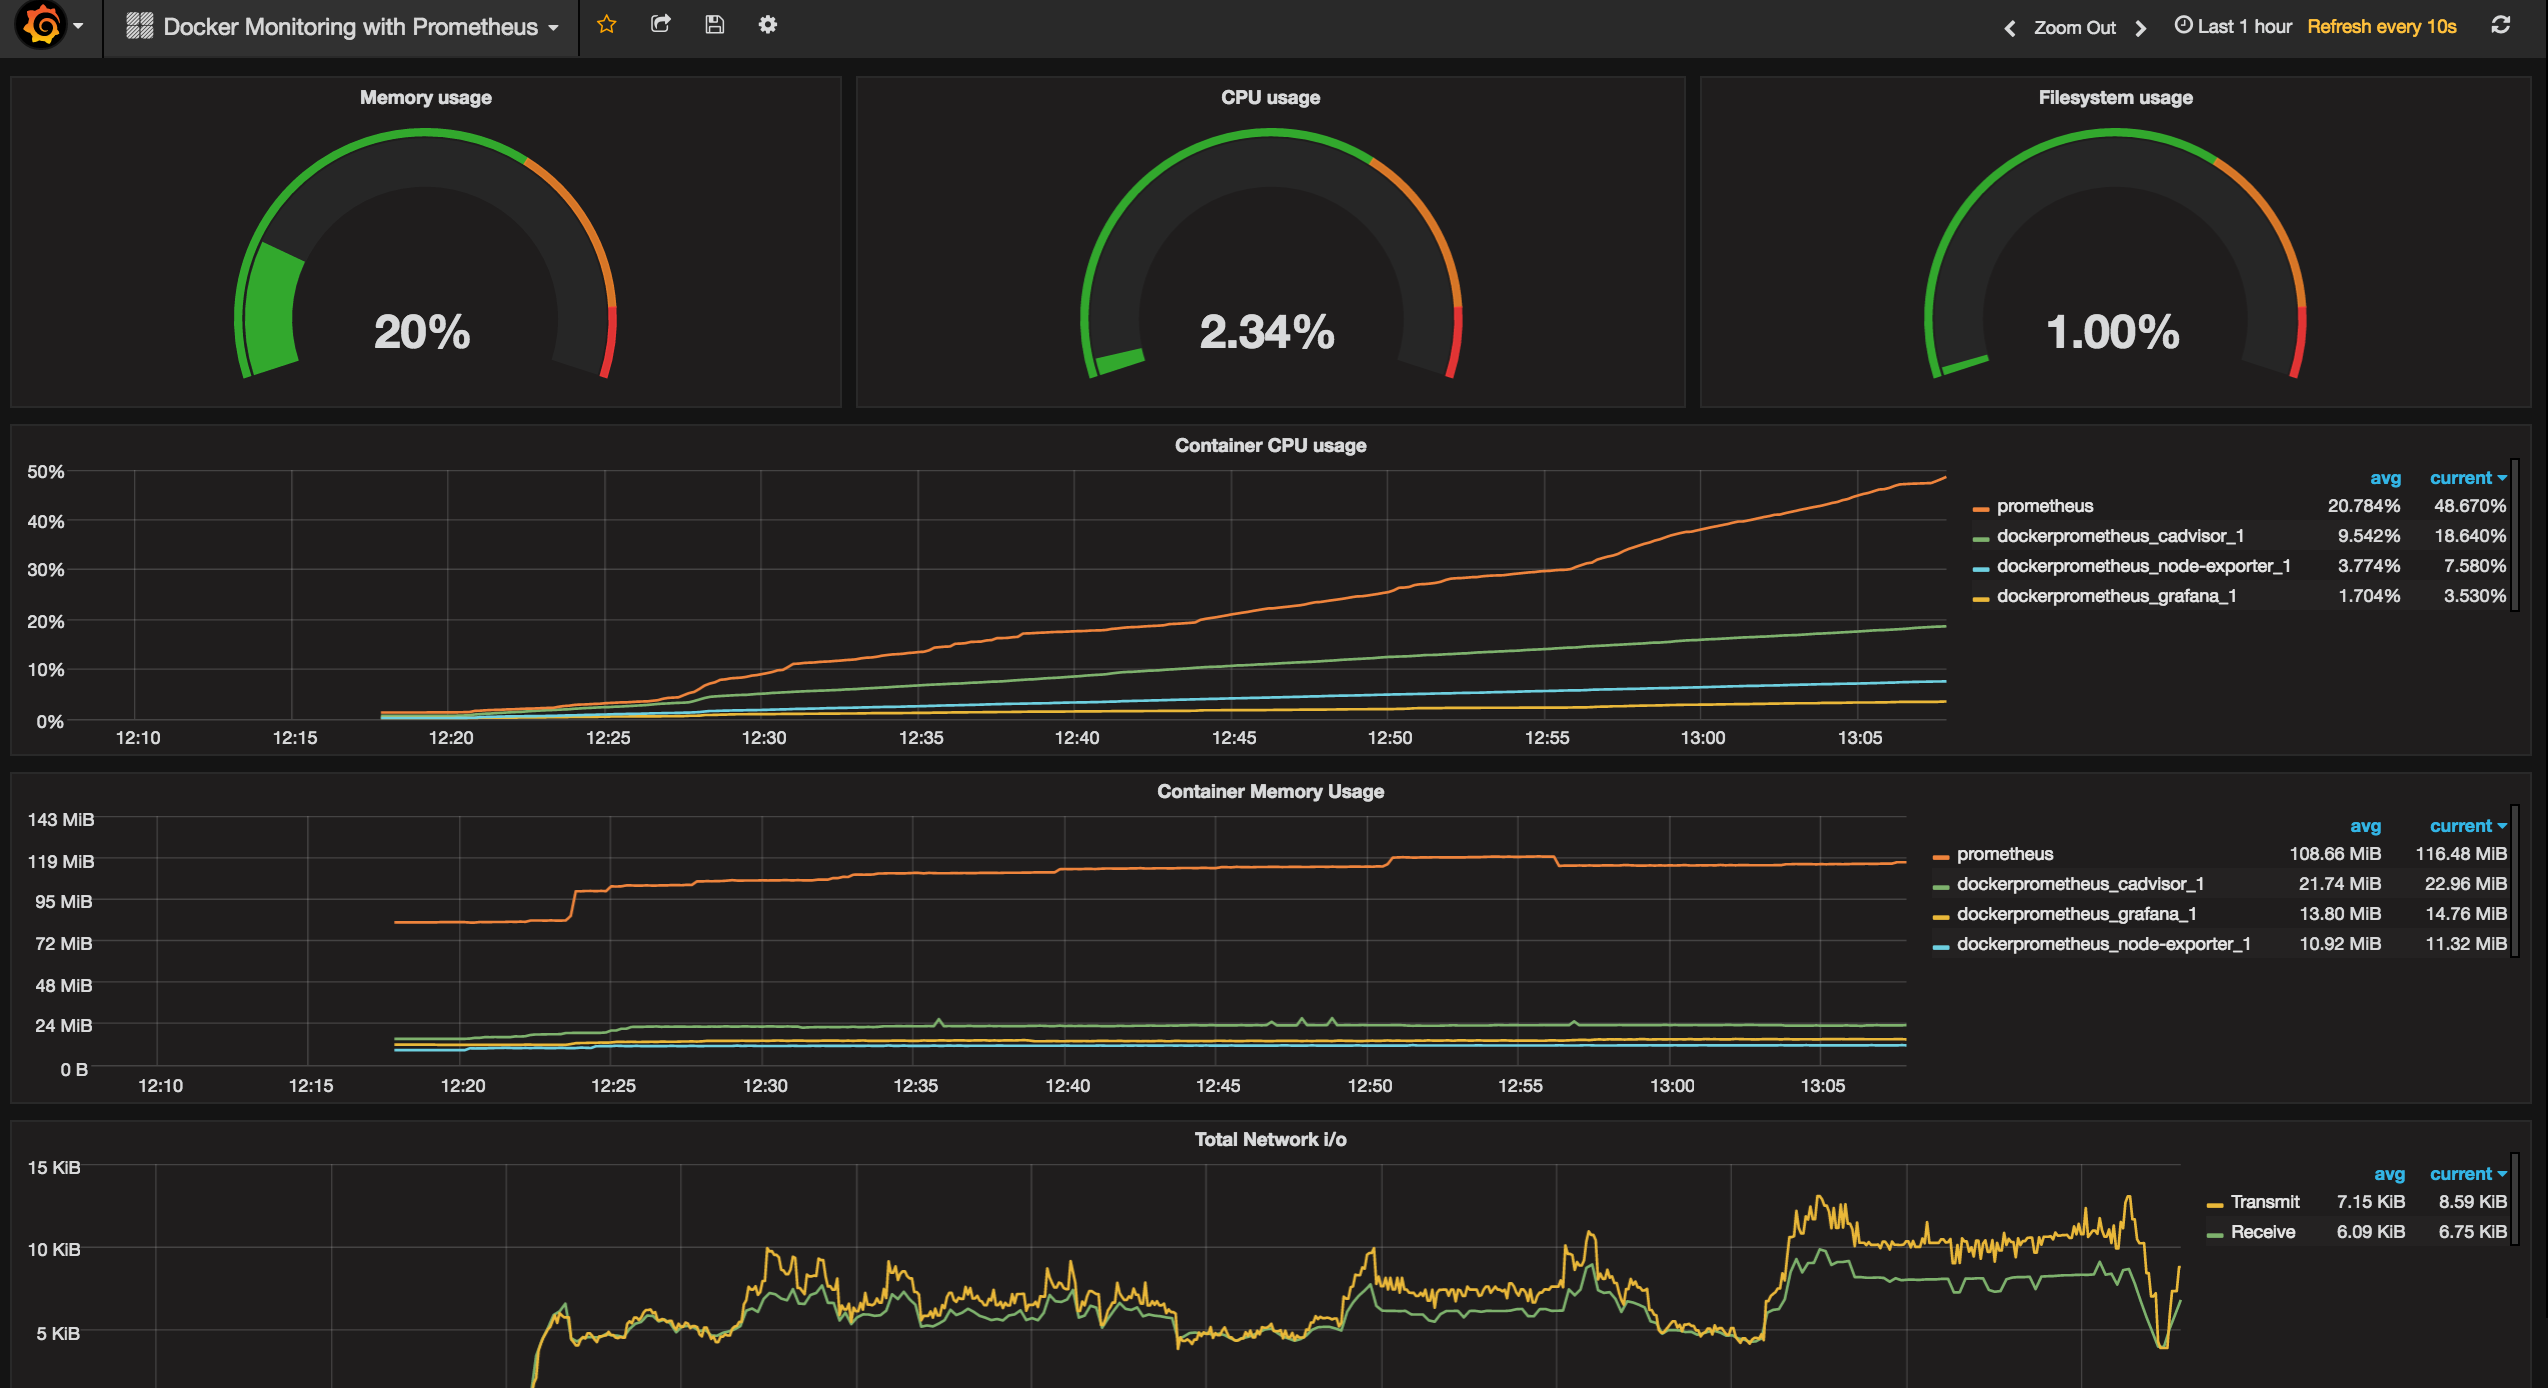 Docker Monitoring with Prometheus
Zoom Out Last 1 hour Refresh every 10s
Memory usage
20%
CPU usage
2.34%
Filesystem usage
1.00%
Container CPU usage
50%
40%
30%
20%
10%
0%
12:10 12:15 12:20 12:25 12:30 12:35 12:40 12:45 12:50 12:55 13:00 13:05
avg current
prometheus 20.784% 48.670%
dockerprometheus_cadvisor_1 9.542% 18.640%
dockerprometheus_node-exporter_1 3.774% 7.580%
dockerprometheus_grafana_1 1.704% 3.530%
Container Memory Usage
143 MiB
119 MiB
95 MiB
72 MiB
48 MiB
24 MiB
0 B
12:10 12:15 12:20 12:25 12:30 12:35 12:40 12:45 12:50 12:55 13:00 13:05
avg current
prometheus 108.66 MiB 116.48 MiB
dockerprometheus_cadvisor_1 21.74 MiB 22.96 MiB
dockerprometheus_grafana_1 13.80 MiB 14.76 MiB
dockerprometheus_node-exporter_1 10.92 MiB 11.32 MiB
Total Network i/o
15 KiB
10 KiB
5 KiB
avg current
Transmit 7.15 KiB 8.59 KiB
Receive 6.09 KiB 6.75 KiB